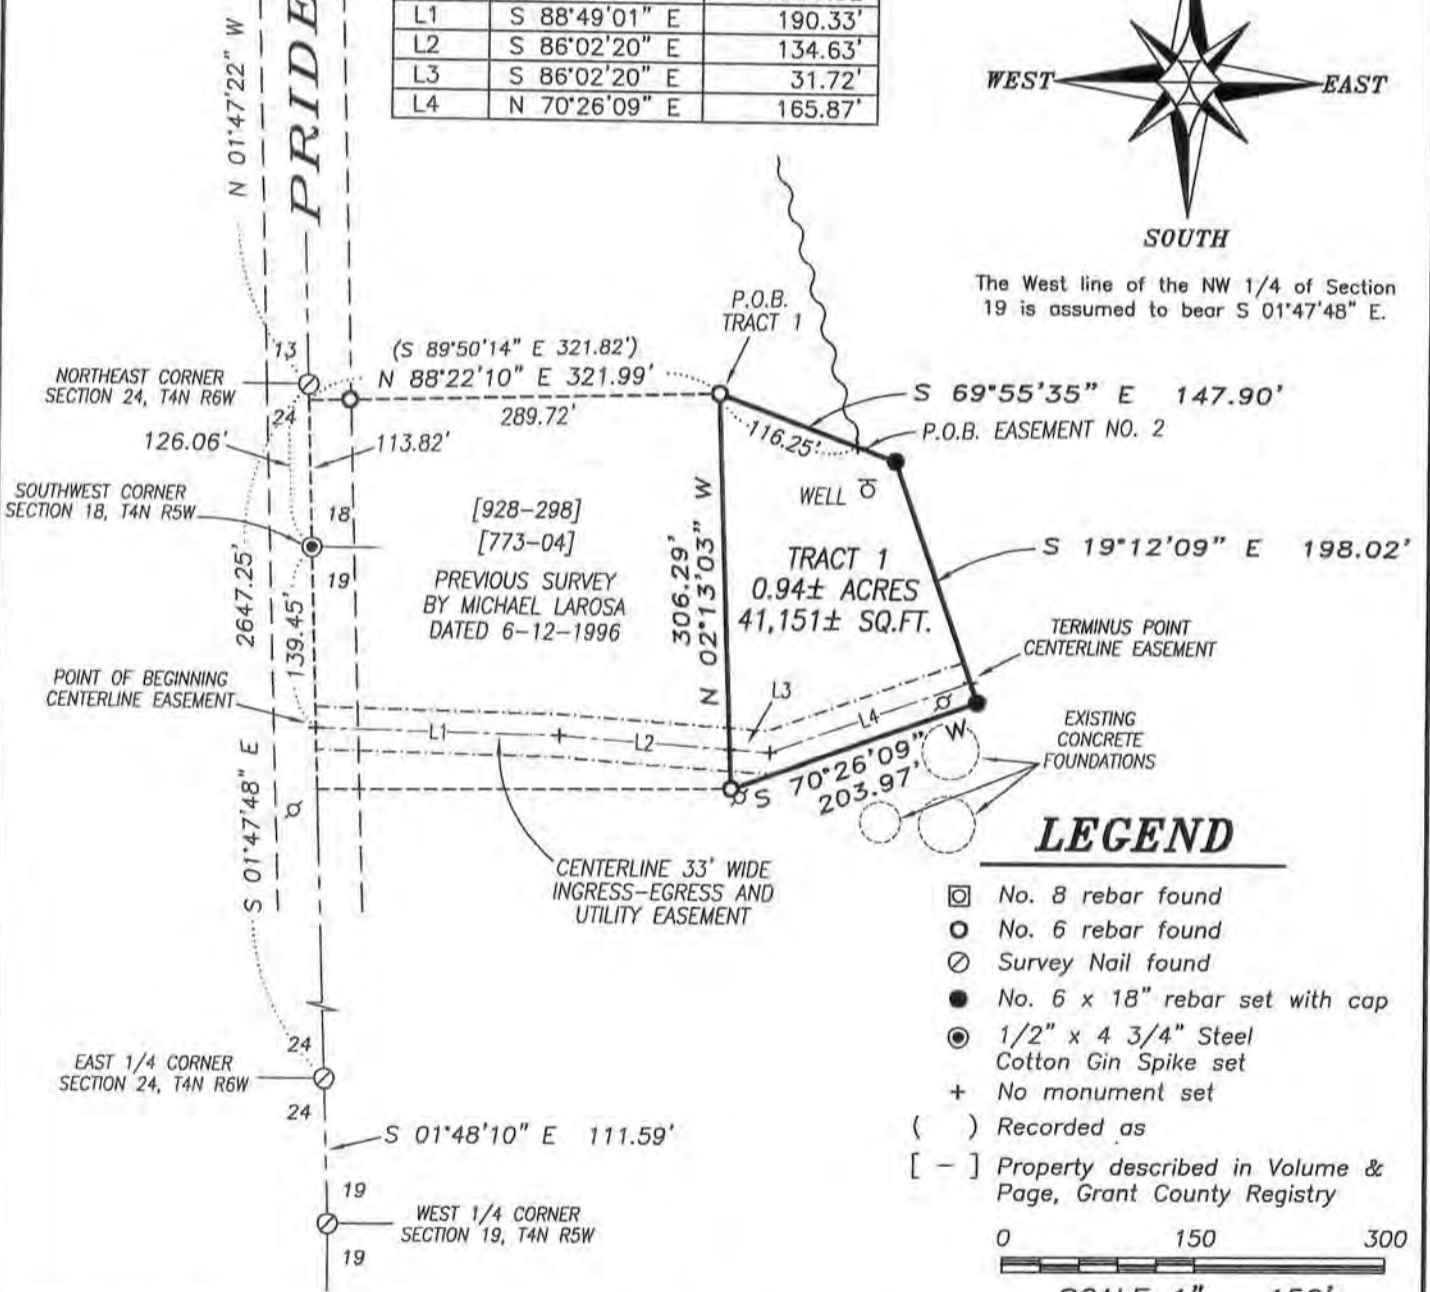 L1 S 88°49'01" E 190.33'
L2 S 86°02'20" E 134.63'
L3 S 86°02'20" E 31.72'
L4 N 70°26'09" E 165.87'
N 01°47'22" W
PRIDE
WEST
EAST
SOUTH
The West line of the NW 1/4 of Section
19 is assumed to bear S 01°47'48" E.
P.O.B.
TRACT 1
13
(S 89°50'14" E 321.82')
N 88°22'10" E 321.99'
NORTHEAST CORNER
SECTION 24, T4N R6W
24
289.72'
S 69°55'35" E 147.90'
116.25'
P.O.B. EASEMENT NO. 2
126.06'
113.82'
WELL
SOUTHWEST CORNER
SECTION 18, T4N R5W
18
19
[928-298]
[773-04]
PREVIOUS SURVEY
BY MICHAEL LAROSA
DATED 6-12-1996
306.29'
N 02°13'03" W
TRACT 1
0.94± ACRES
41,151± SQ.FT.
S 19°12'09" E 198.02'
2647.25'
139.45'
TERMINUS POINT
CENTERLINE EASEMENT
POINT OF BEGINNING
CENTERLINE EASEMENT
L1
L2
L3
L4
S 70°26'09" W
203.97'
EXISTING
CONCRETE
FOUNDATIONS
S 01°47'48" E
CENTERLINE 33' WIDE
INGRESS-EGRESS AND
UTILITY EASEMENT
LEGEND
No. 8 rebar found
No. 6 rebar found
Survey Nail found
No. 6 x 18" rebar set with cap
1/2" x 4 3/4" Steel
Cotton Gin Spike set
+ No monument set
( ) Recorded as
[ - ] Property described in Volume &
Page, Grant County Registry
24
EAST 1/4 CORNER
SECTION 24, T4N R6W
24
S 01°48'10" E 111.59'
19
WEST 1/4 CORNER
SECTION 19, T4N R5W
19
0 150 300